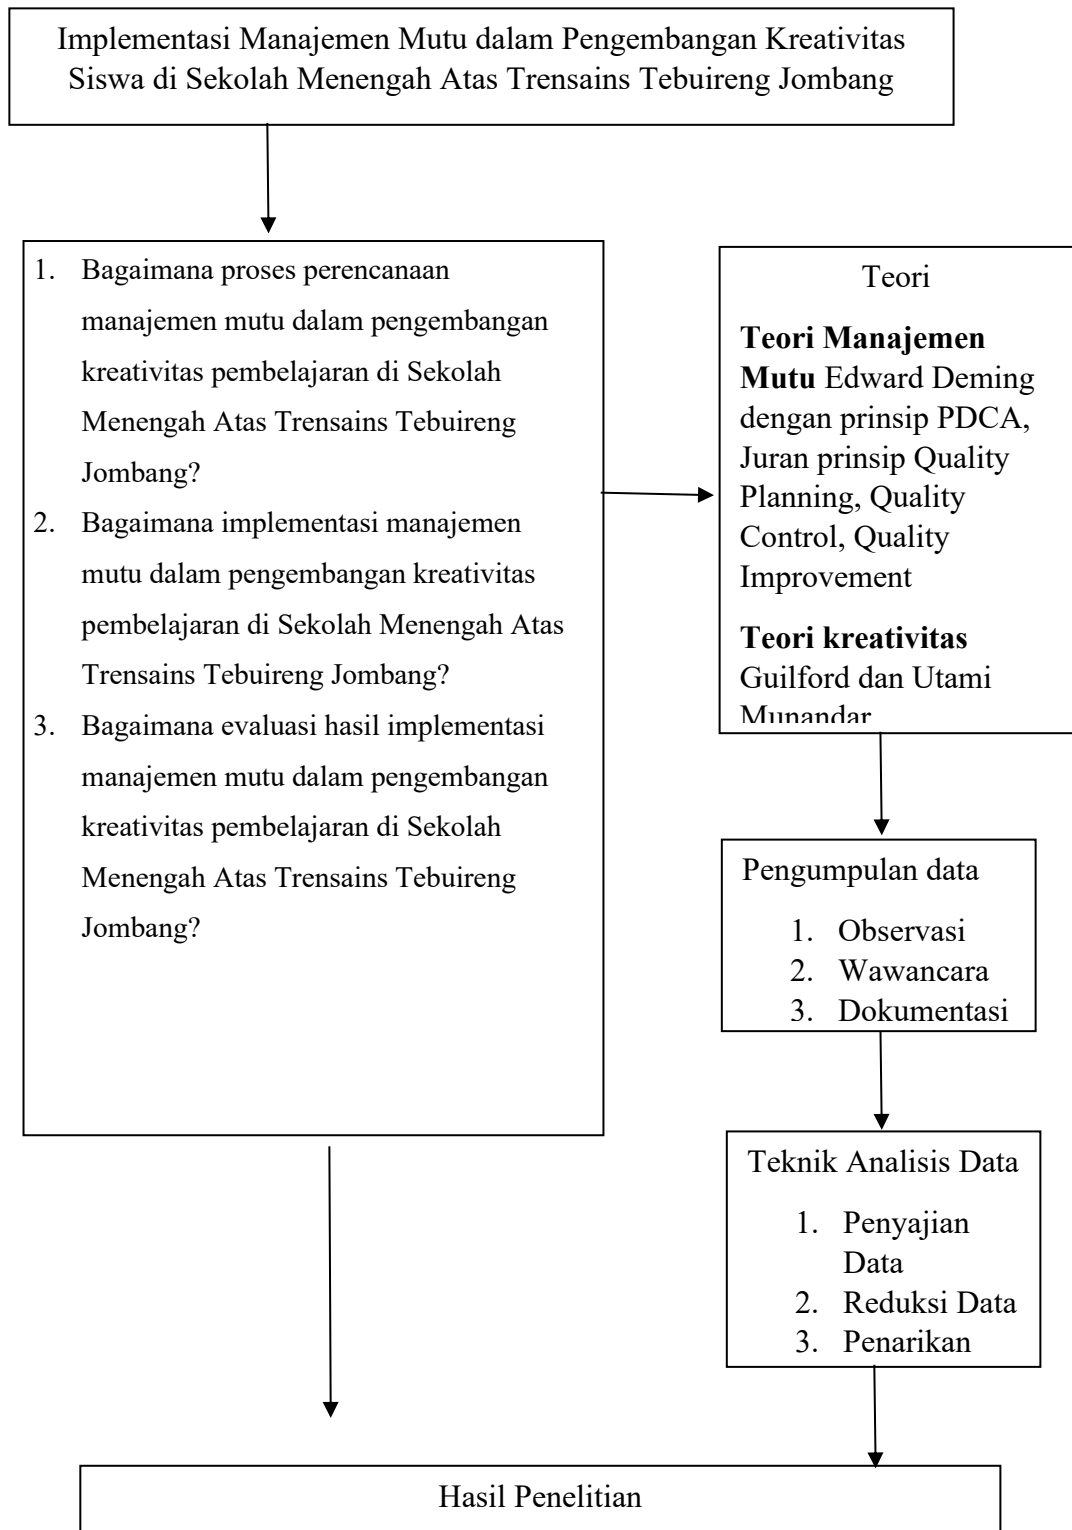 Implementasi Manajemen Mutu dalam Pengembangan Kreativitas
Siswa di Sekolah Menengah Atas Trensains Tebuireng Jombang
1. Bagaimana proses perencanaan
manajemen mutu dalam pengembangan
kreativitas pembelajaran di Sekolah
Menengah Atas Trensains Tebuireng
Jombang?
2. Bagaimana implementasi manajemen
mutu dalam pengembangan kreativitas
pembelajaran di Sekolah Menengah Atas
Trensains Tebuireng Jombang?
3. Bagaimana evaluasi hasil implementasi
manajemen mutu dalam pengembangan
kreativitas pembelajaran di Sekolah
Menengah Atas Trensains Tebuireng
Jombang?
Teori
Teori Manajemen
Mutu Edward Deming
dengan prinsip PDCA,
Juran prinsip Quality
Planning, Quality
Control, Quality
Improvement
Teori kreativitas
Guilford dan Utami
Munandar
Pengumpulan data
1. Observasi
2. Wawancara
3. Dokumentasi
Teknik Analisis Data
1. Penyajian
Data
2. Reduksi Data
3. Penarikan
Hasil Penelitian